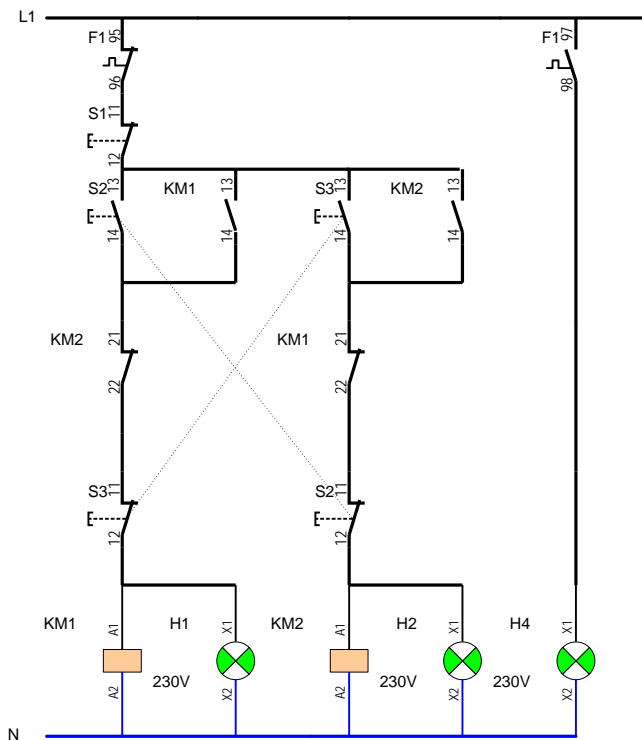 L1
F1 95 96
F1 97 98
S1 11 12
S2 13 14
KM1 13 14
S3 13 14
KM2 13 14
KM2 21 22
KM1 21 22
S3 11 12
S2 11 12
KM1 A1 A2
H1 X1 X2 230V
KM2 A1 A2
H2 X1 X2 230V
H4 X1 X2 230V
N